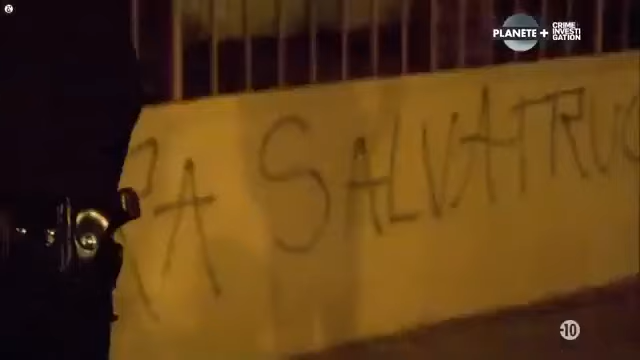 PLANETE+ CRIME+
INVESTI
GATION
RA SALVATRUC
-10